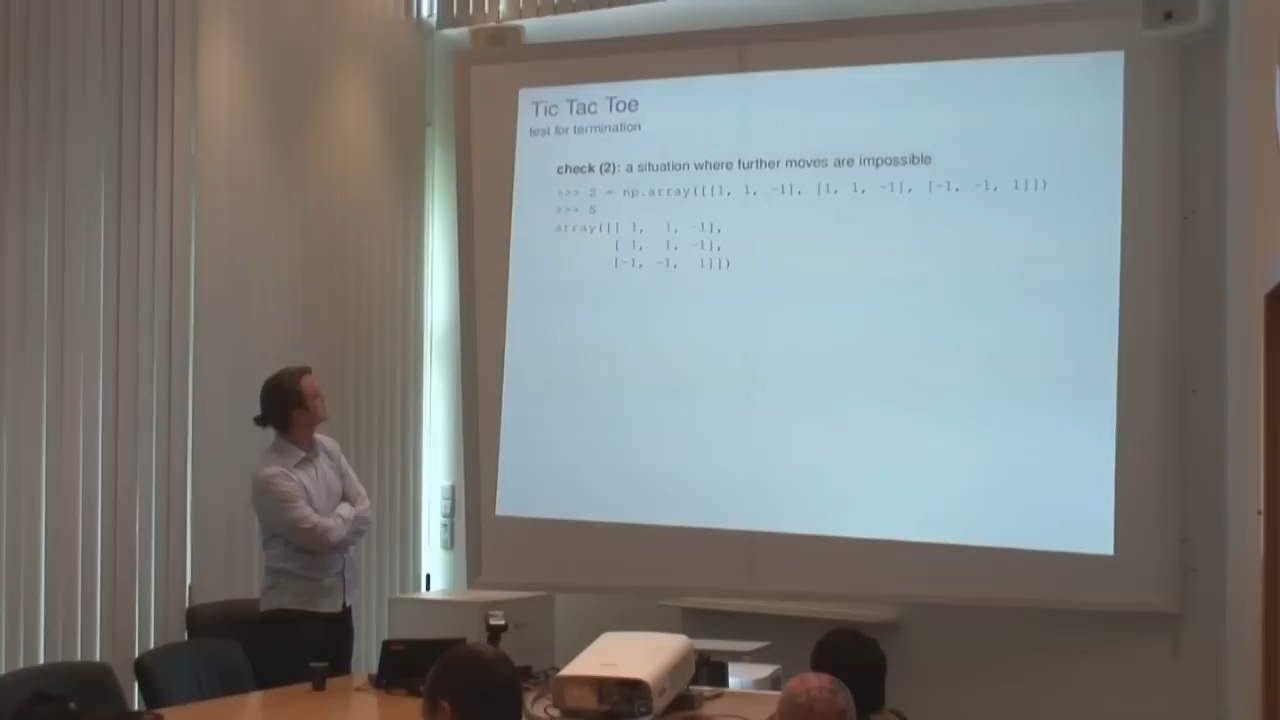 Tic Tac Toe
test for termination
check (2): a situation where further moves are impossible
>>> S = np.array([[1, 1, -1], [1, 1, -1], [-1, -1, 1]])
>>> S
array([[ 1, 1, -1],
[ 1, 1, -1],
[-1, -1, 1]])